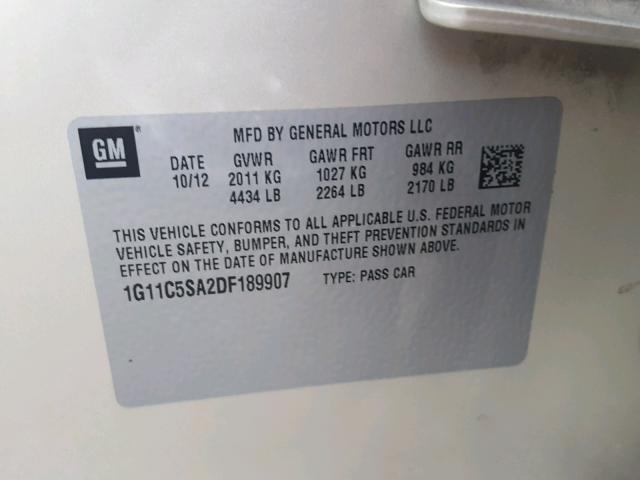 GM
MFD BY GENERAL MOTORS LLC
DATE GVWR GAWR FRT GAWR RR
10/12 2011 KG 1027 KG 984 KG
4434 LB 2264 LB 2170 LB
THIS VEHICLE CONFORMS TO ALL APPLICABLE U.S. FEDERAL MOTOR
VEHICLE SAFETY, BUMPER, AND THEFT PREVENTION STANDARDS IN
EFFECT ON THE DATE OF MANUFACTURE SHOWN ABOVE.
1G11C5SA2DF189907 TYPE: PASS CAR